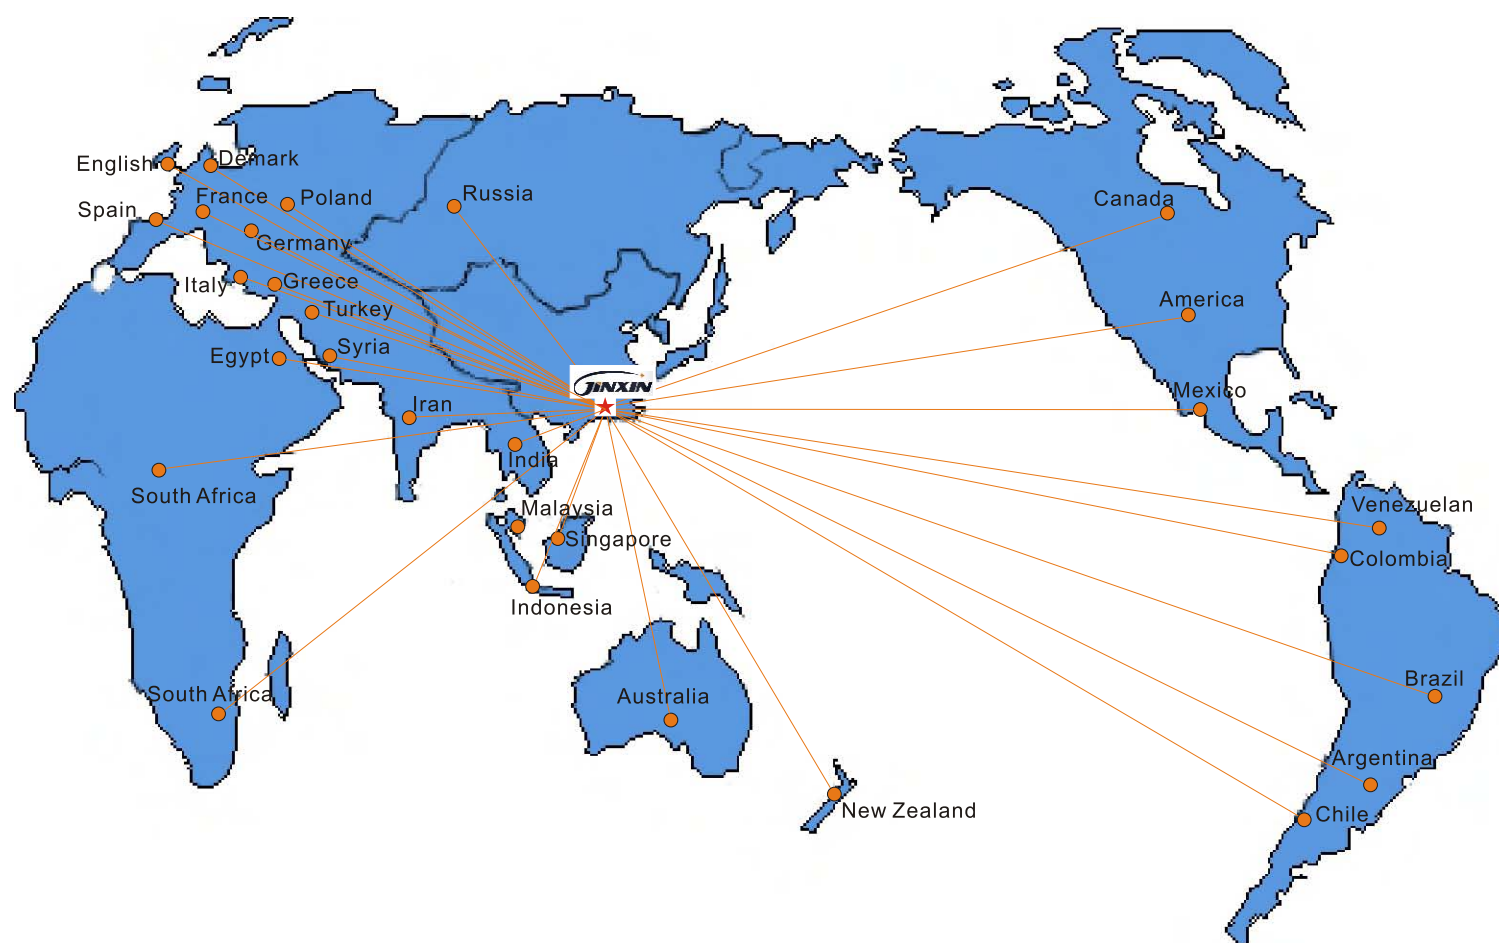 English
Demark
Spain
France
Poland
Russia
Germany
Italy
Greece
Turkey
Egypt
Syria
JINXIN
Iran
India
South Africa
Malaysia
Singapore
Indonesia
South Africa
Australia
New Zealand
Canada
America
Mexico
Venezuelan
Colombia
Brazil
Argentina
Chile